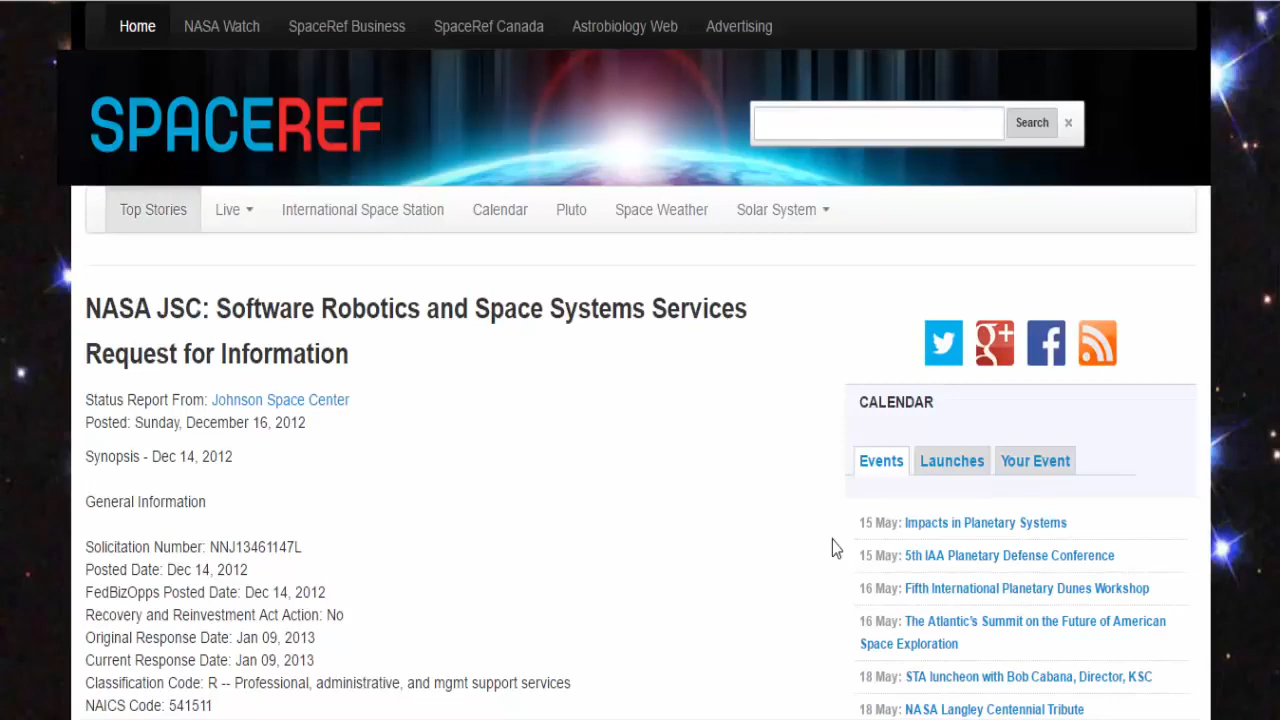 Home NASA Watch SpaceRef Business SpaceRef Canada Astrobiology Web Advertising
SPACEREF
Search ×
Top Stories Live International Space Station Calendar Pluto Space Weather Solar System
NASA JSC: Software Robotics and Space Systems Services
Request for Information
Status Report From: Johnson Space Center
Posted: Sunday, December 16, 2012
Synopsis - Dec 14, 2012
General Information
Solicitation Number: NNJ13461147L
Posted Date: Dec 14, 2012
FedBizOpps Posted Date: Dec 14, 2012
Recovery and Reinvestment Act Action: No
Original Response Date: Jan 09, 2013
Current Response Date: Jan 09, 2013
Classification Code: R -- Professional, administrative, and mgmt support services
NAICS Code: 541511
g+
CALENDAR
Events Launches Your Event
15 May: Impacts in Planetary Systems
15 May: 5th IAA Planetary Defense Conference
16 May: Fifth International Planetary Dunes Workshop
16 May: The Atlantic's Summit on the Future of American
Space Exploration
18 May: STA luncheon with Bob Cabana, Director, KSC
18 May: NASA Langley Centennial Tribute